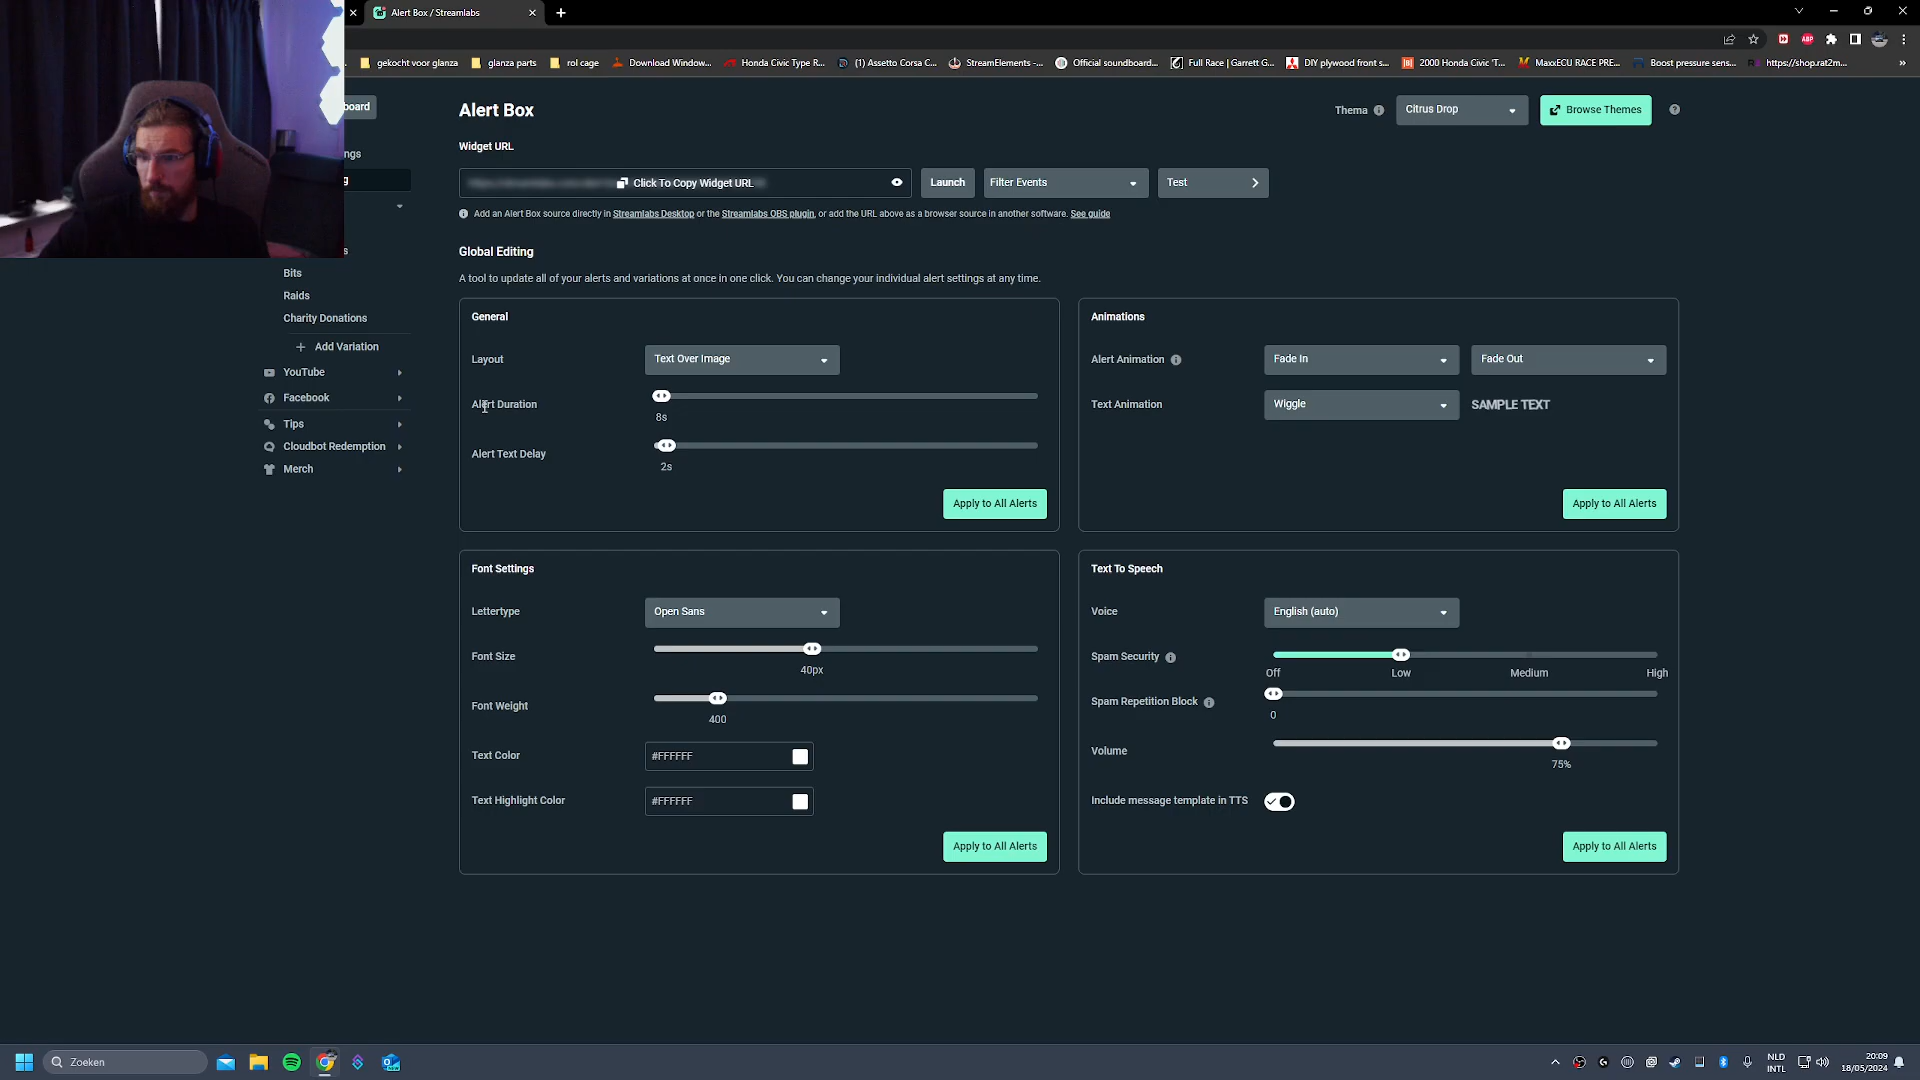 Alert Box / Streamlabs
gekocht voor glanza
glanza parts
rol cage
Download Window...
Honda Civic Type R...
(1) Assetto Corsa C...
StreamElements -...
Official soundboard...
Full Race | Garrett G...
DIY plywood front s...
2000 Honda Civic 'T...
MaxxECU RACE PRE...
Boost pressure sens...
https://shop.rat2m...
»
Alert Box
Thema
Citrus Drop
Browse Themes
Widget URL
Click To Copy Widget URL
Launch
Filter Events
Test
Add an Alert Box source directly in Streamlabs Desktop or the Streamlabs OBS plugin, or add the URL above as a browser source in another software. See guide
Global Editing
A tool to update all of your alerts and variations at once in one click. You can change your individual alert settings at any time.
Bits
Raids
Charity Donations
Add Variation
YouTube
Facebook
Tips
Cloudbot Redemption
Merch
General
Layout
Text Over Image
Alert Duration
8s
Alert Text Delay
2s
Apply to All Alerts
Animations
Alert Animation
Fade In
Fade Out
Text Animation
Wiggle
SAMPLE TEXT
Apply to All Alerts
Font Settings
Lettertype
Open Sans
Font Size
40px
Font Weight
400
Text Color
#FFFFFF
Text Highlight Color
#FFFFFF
Apply to All Alerts
Text To Speech
Voice
English (auto)
Spam Security
Off
Low
Medium
High
Spam Repetition Block
0
Volume
75%
Include message template in TTS
Apply to All Alerts
Zoeken
NLD
INTL
20:09
18/05/2024